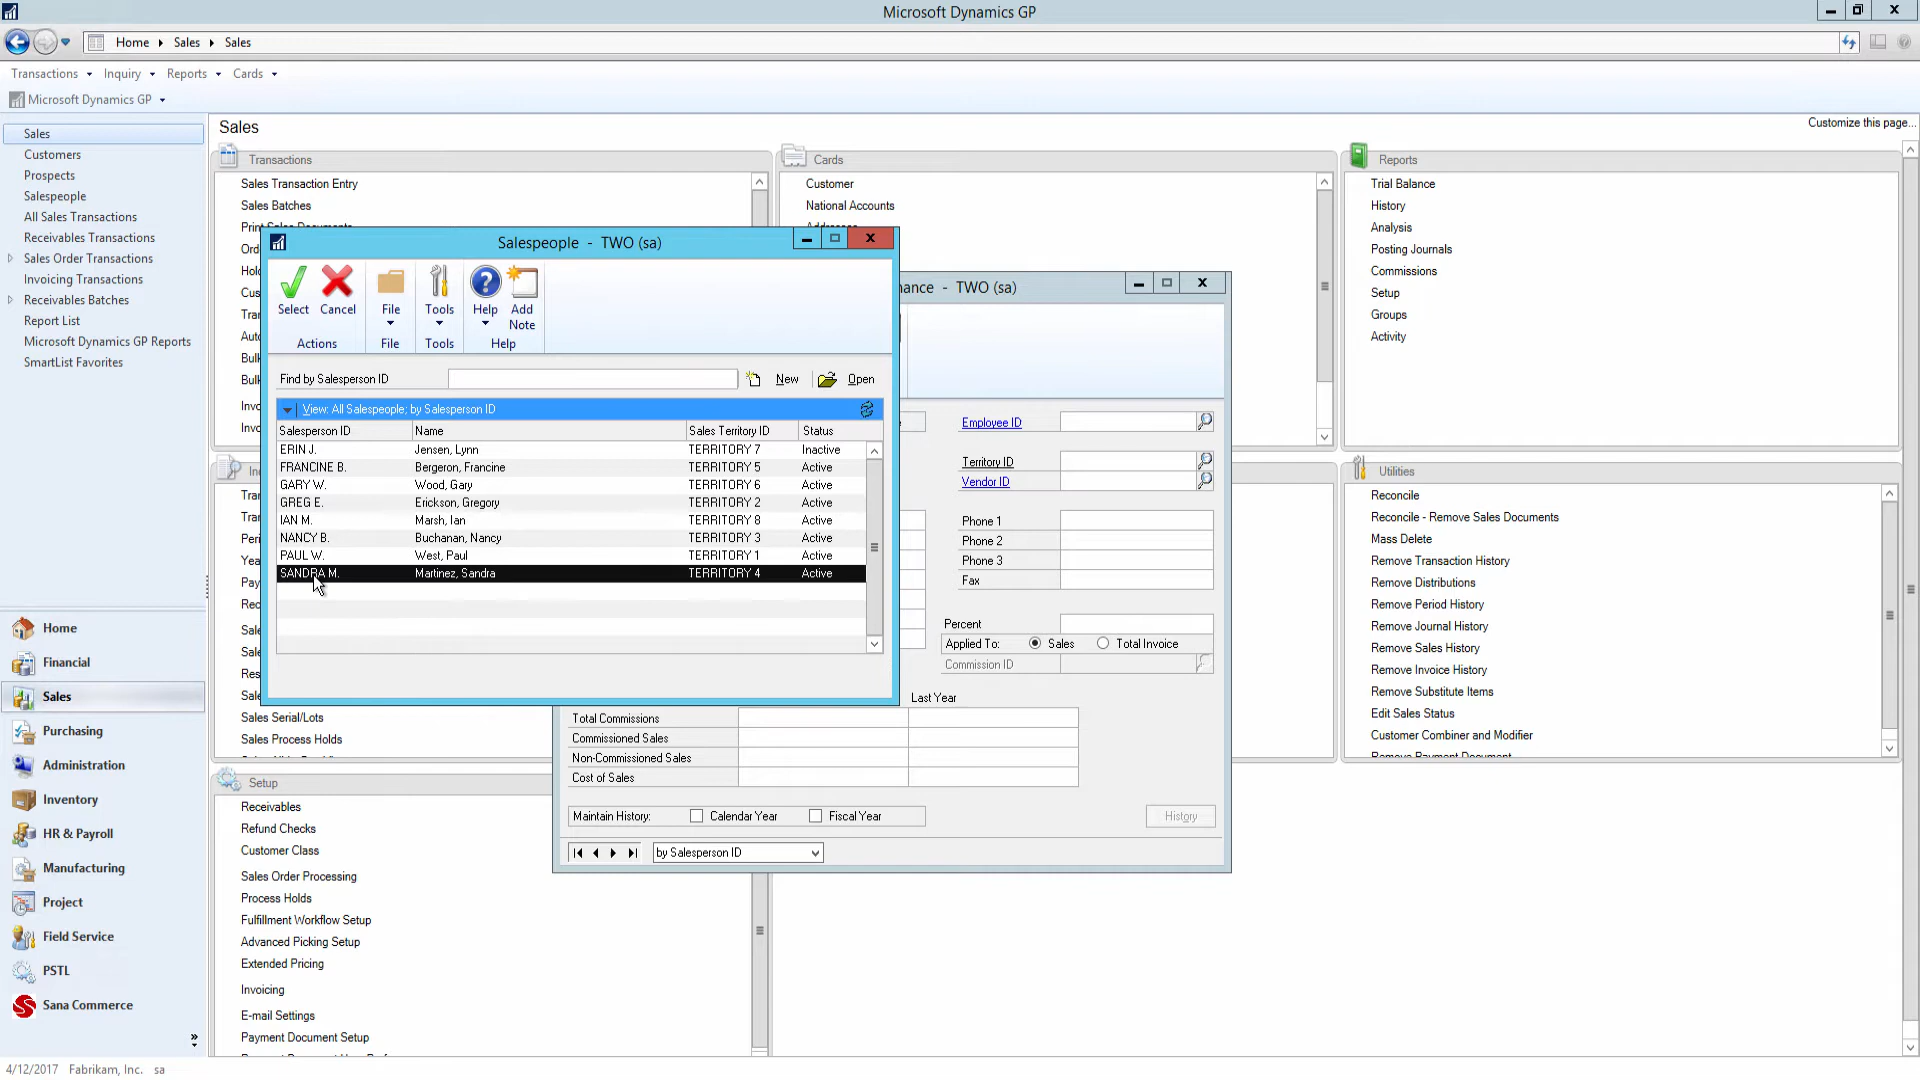 Microsoft Dynamics GP
Home Sales Sales
Transactions Inquiry Reports Cards
Microsoft Dynamics GP
Sales
Customers
Prospects
Salespeople
All Sales Transactions
Receivables Transactions
Sales Order Transactions
Invoicing Transactions
Receivables Batches
Report List
Microsoft Dynamics GP Reports
SmartList Favorites
Home
Financial
Sales
Purchasing
Administration
Inventory
HR & Payroll
Manufacturing
Project
Field Service
PSTL
Sana Commerce
4/12/2017 Fabrikam, Inc. sa
Sales
Customize this page...
Transactions
Sales Transaction Entry
Sales Batches
Print Sales Documents
Cards
Customer
National Accounts
Addresses
Reports
Trial Balance
History
Analysis
Posting Journals
Commissions
Setup
Groups
Activity
Salespeople - TWO (sa)
Select Cancel File Tools Help Add Note
Actions File Tools Help
Find by Salesperson ID New Open
View: All Salespeople; by Salesperson ID
Salesperson ID Name Sales Territory ID Status
ERIN J. Jensen, Lynn TERRITORY 7 Inactive
FRANCINE B. Bergeron, Francine TERRITORY 5 Active
GARY W. Wood, Gary TERRITORY 6 Active
GREG E. Erickson, Gregory TERRITORY 2 Active
IAN M. Marsh, Ian TERRITORY 8 Active
NANCY B. Buchanan, Nancy TERRITORY 3 Active
PAUL W. West, Paul TERRITORY 1 Active
SANDRA M. Martinez, Sandra TERRITORY 4 Active
nance - TWO (sa)
Employee ID
Territory ID
Vendor ID
Phone 1
Phone 2
Phone 3
Fax
Percent
Applied To: Sales Total Invoice
Commission ID
Last Year
Total Commissions
Commissioned Sales
Non-Commissioned Sales
Cost of Sales
Maintain History: Calendar Year Fiscal Year History
by Salesperson ID
Sales Serial/Lots
Sales Process Holds
Setup
Receivables
Refund Checks
Customer Class
Sales Order Processing
Process Holds
Fulfillment Workflow Setup
Advanced Picking Setup
Extended Pricing
Invoicing
E-mail Settings
Payment Document Setup
Utilities
Reconcile
Reconcile - Remove Sales Documents
Mass Delete
Remove Transaction History
Remove Distributions
Remove Period History
Remove Journal History
Remove Sales History
Remove Invoice History
Remove Substitute Items
Edit Sales Status
Customer Combiner and Modifier
Remove Payment Document